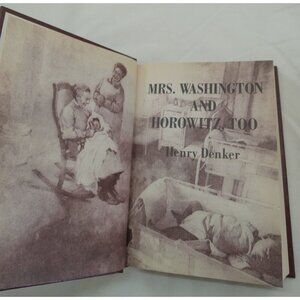 MRS. WASHINGTON
AND
HOROWITZ, TOO
Henry Denker